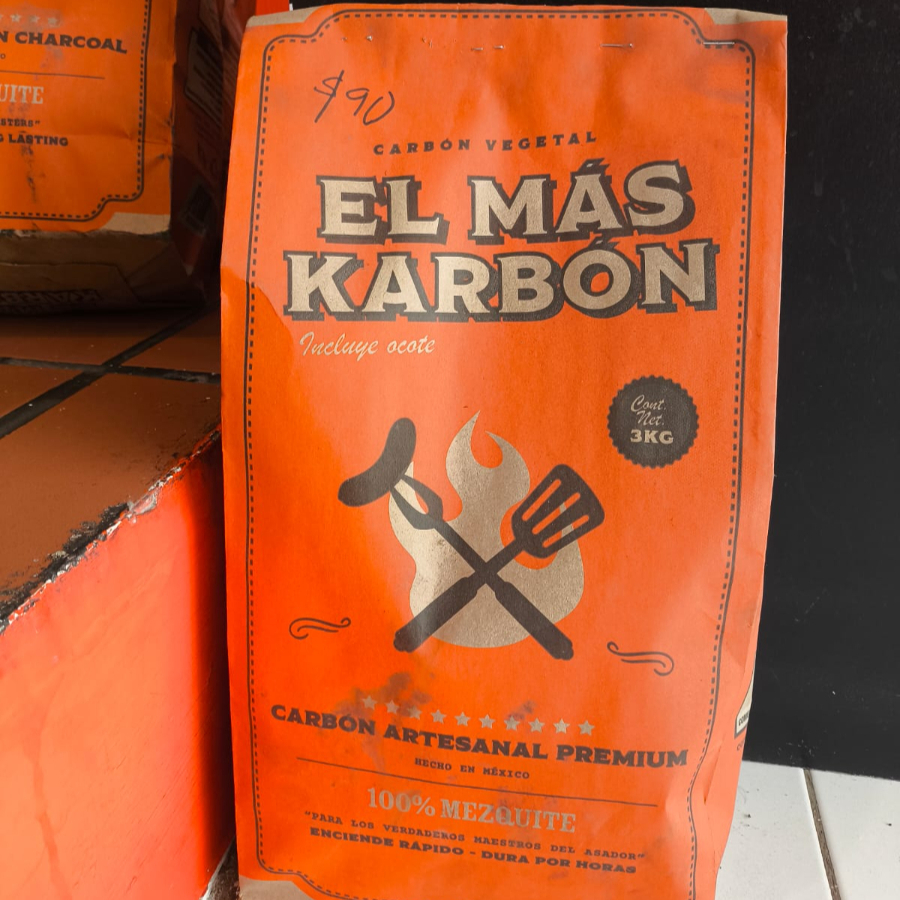 N CHARCOAL
UITE
STERS"
G LASTING
$90
CARBÓN VEGETAL
EL MÁS
KARBÓN
Incluye ocote
Cont.
Net.
3KG
CARBÓN ARTESANAL PREMIUM
HECHO EN MÉXICO
100% MEZQUITE
"PARA LOS VERDADEROS MAESTROS DEL ASADOR"
ENCIENDE RÁPIDO - DURA POR HORAS